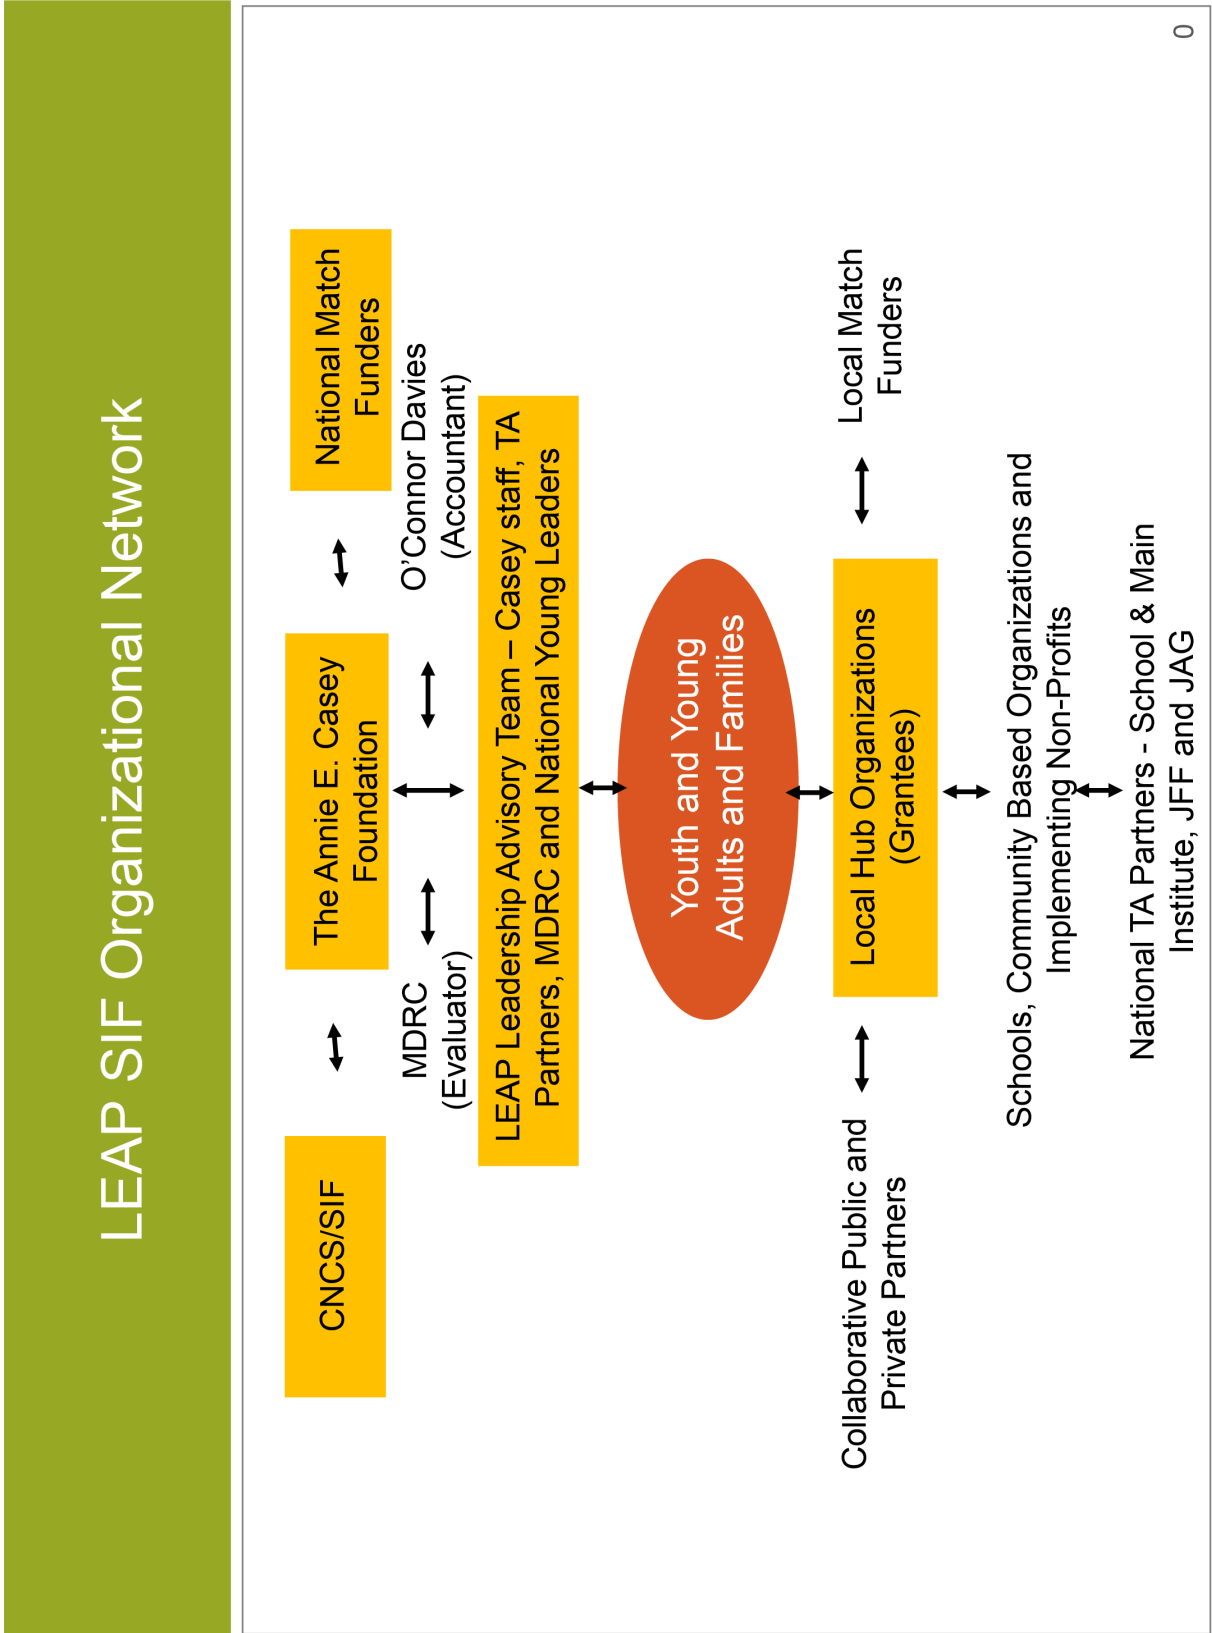 LEAP SIF Organizational Network
CNCS/SIF
The Annie E. Casey
Foundation
National Match
Funders
MDRC
(Evaluator)
O’Connor Davies
(Accountant)
LEAP Leadership Advisory Team – Casey staff, TA
Partners, MDRC and National Young Leaders
Youth and Young
Adults and Families
Collaborative Public and
Private Partners
Local Hub Organizations
(Grantees)
Local Match
Funders
Schools, Community Based Organizations and
Implementing Non-Profits
National TA Partners - School & Main
Institute, JFF and JAG
0